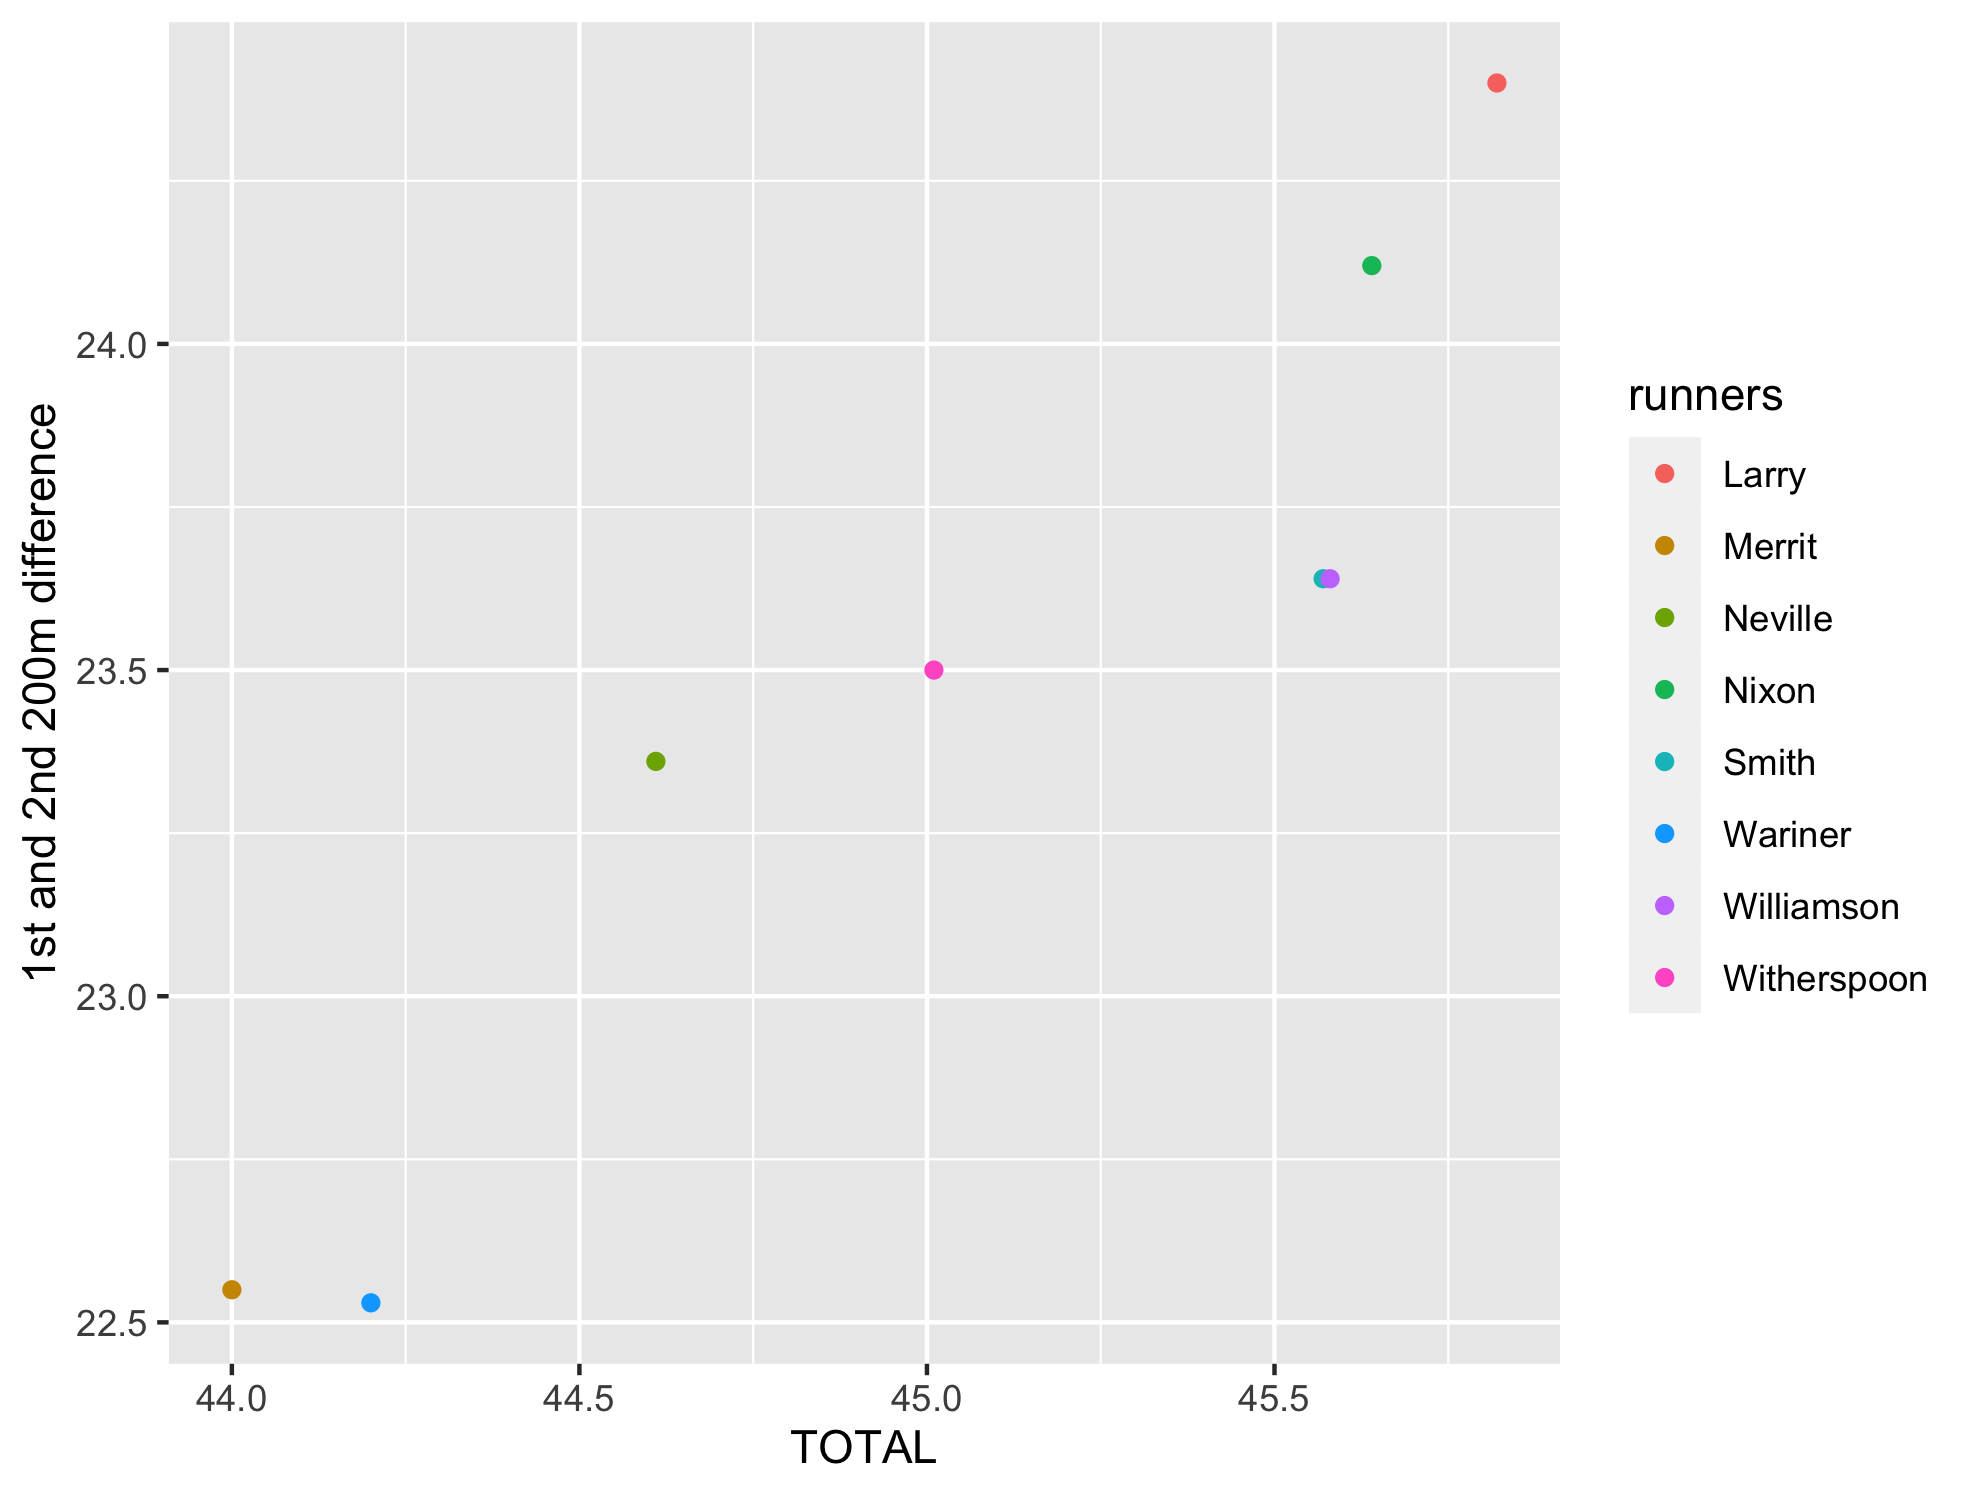 1st and 2nd 200m difference
24.0
23.5
23.0
22.5
44.0 44.5 45.0 45.5
TOTAL
runners
Larry
Merrit
Neville
Nixon
Smith
Wariner
Williamson
Witherspoon